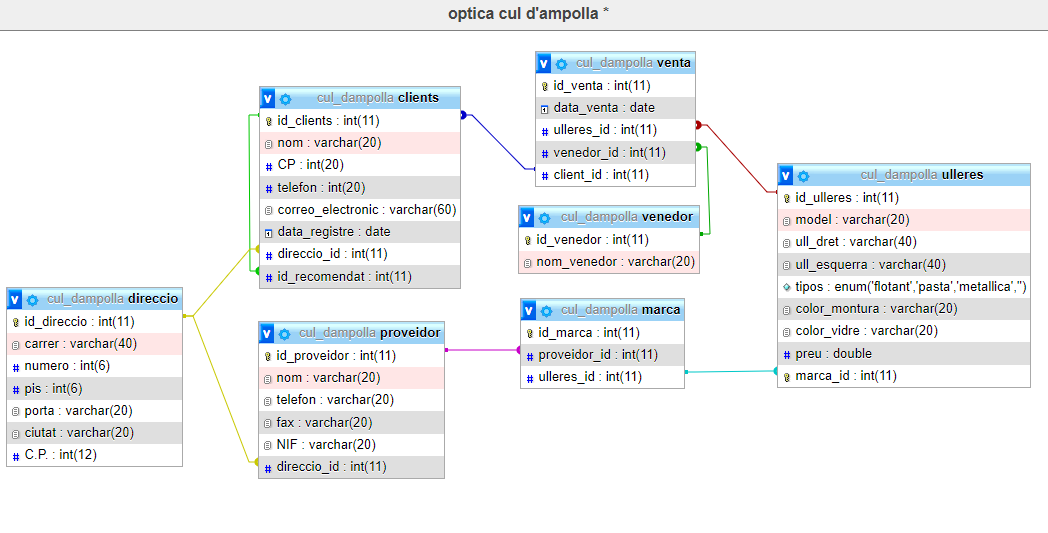 optica cul d'ampolla *
cul_dampolla venta
id_venta : int(11)
data_venta : date
ulleres_id : int(11)
venedor_id : int(11)
client_id : int(11)
cul_dampolla clients
id_clients : int(11)
nom : varchar(20)
CP : int(20)
telefon : int(20)
correo_electronic : varchar(60)
data_registre : date
direccio_id : int(11)
id_recomendat : int(11)
cul_dampolla ulleres
id_ulleres : int(11)
model : varchar(20)
ull_dret : varchar(40)
ull_esquerra : varchar(40)
tipos : enum('flotant','pasta','metallica','')
color_montura : varchar(20)
color_vidre : varchar(20)
preu : double
marca_id : int(11)
cul_dampolla venedor
id_venedor : int(11)
nom_venedor : varchar(20)
cul_dampolla direccio
id_direccio : int(11)
carrer : varchar(40)
numero : int(6)
pis : int(6)
porta : varchar(20)
ciutat : varchar(20)
C.P. : int(12)
cul_dampolla proveidor
id_proveidor : int(11)
nom : varchar(20)
telefon : varchar(20)
fax : varchar(20)
NIF : varchar(20)
direccio_id : int(11)
cul_dampolla marca
id_marca : int(11)
proveidor_id : int(11)
ulleres_id : int(11)